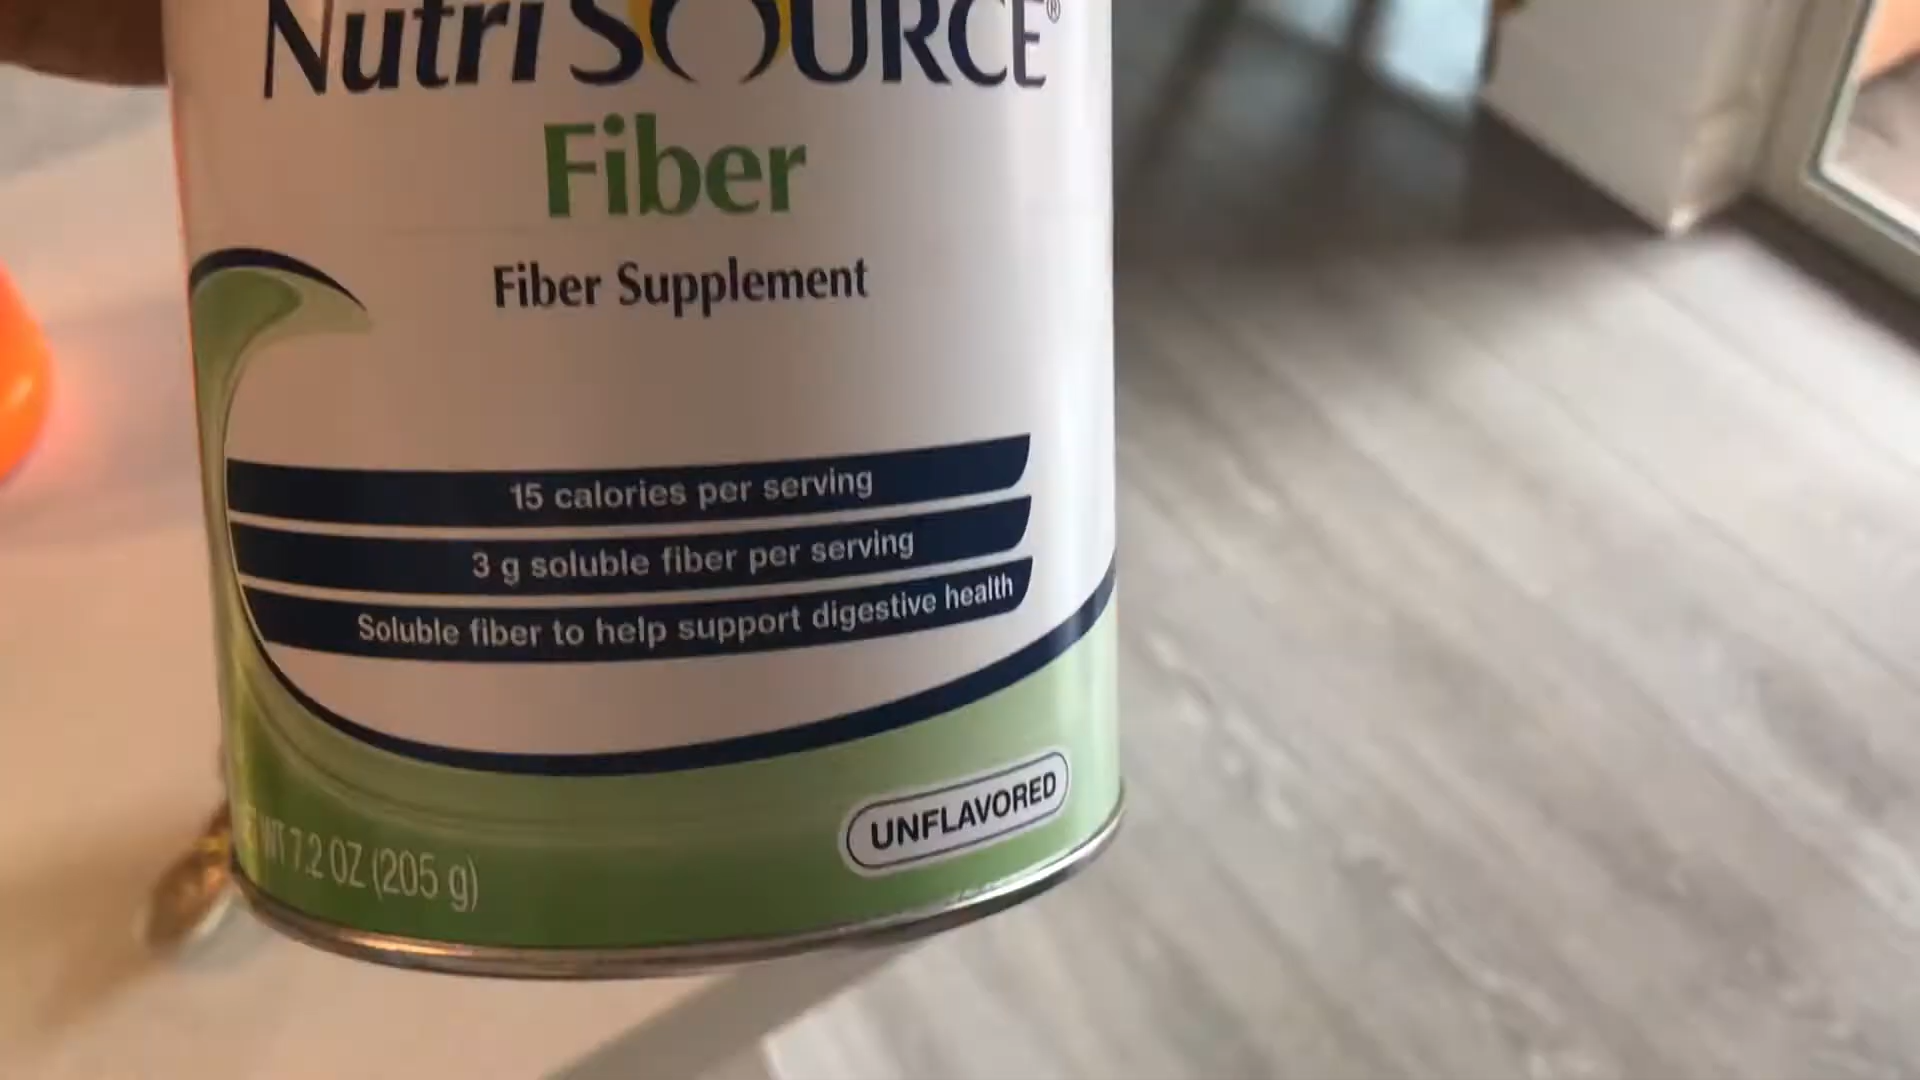 NutriSOURCE®
Fiber
Fiber Supplement
15 calories per serving
3 g soluble fiber per serving
Soluble fiber to help support digestive health
UNFLAVORED
WT 7.2 OZ (205 g)